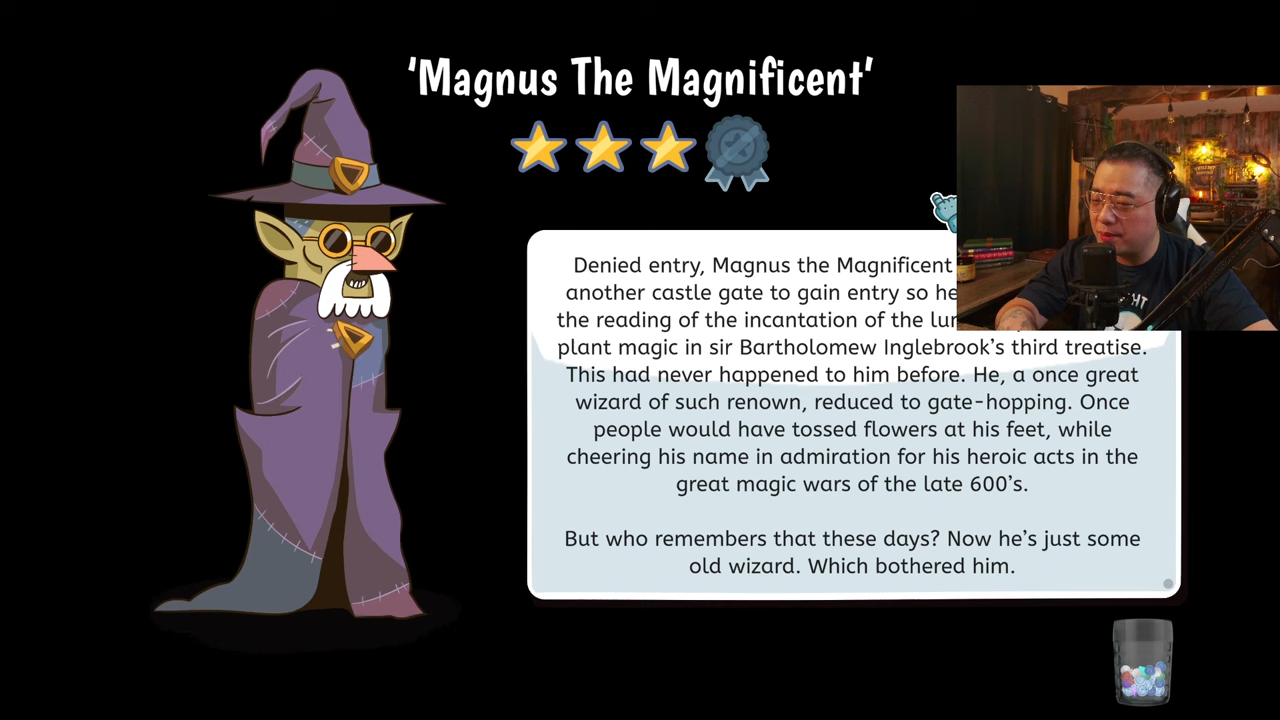 'Magnus The Magnificent'
Denied entry, Magnus the Magnificent
another castle gate to gain entry so he
the reading of the incantation of the
plant magic in sir Bartholomew Inglebrook's third treatise.
This had never happened to him before. He, a once great
wizard of such renown, reduced to gate-hopping. Once
people would have tossed flowers at his feet, while
cheering his name in admiration for his heroic acts in the
great magic wars of the late 600's.
But who remembers that these days? Now he's just some
old wizard. Which bothered him.